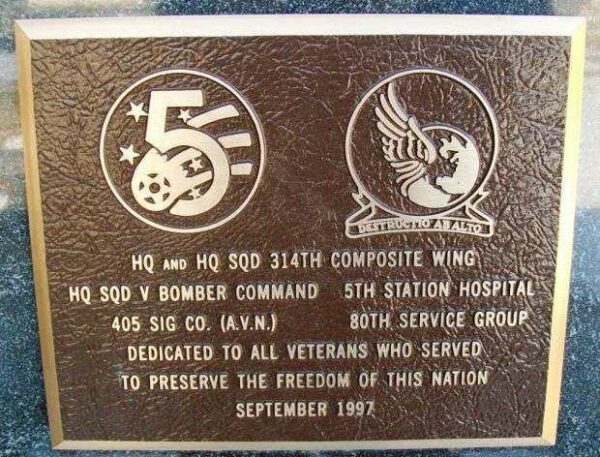 5
DESTRUCTIO AB ALTO
HQ AND HQ SQD 314TH COMPOSITE WING
HQ SQD V BOMBER COMMAND 5TH STATION HOSPITAL
405 SIG CO. (A.V.N.) 80TH SERVICE GROUP
DEDICATED TO ALL VETERANS WHO SERVED
TO PRESERVE THE FREEDOM OF THIS NATION
SEPTEMBER 1997